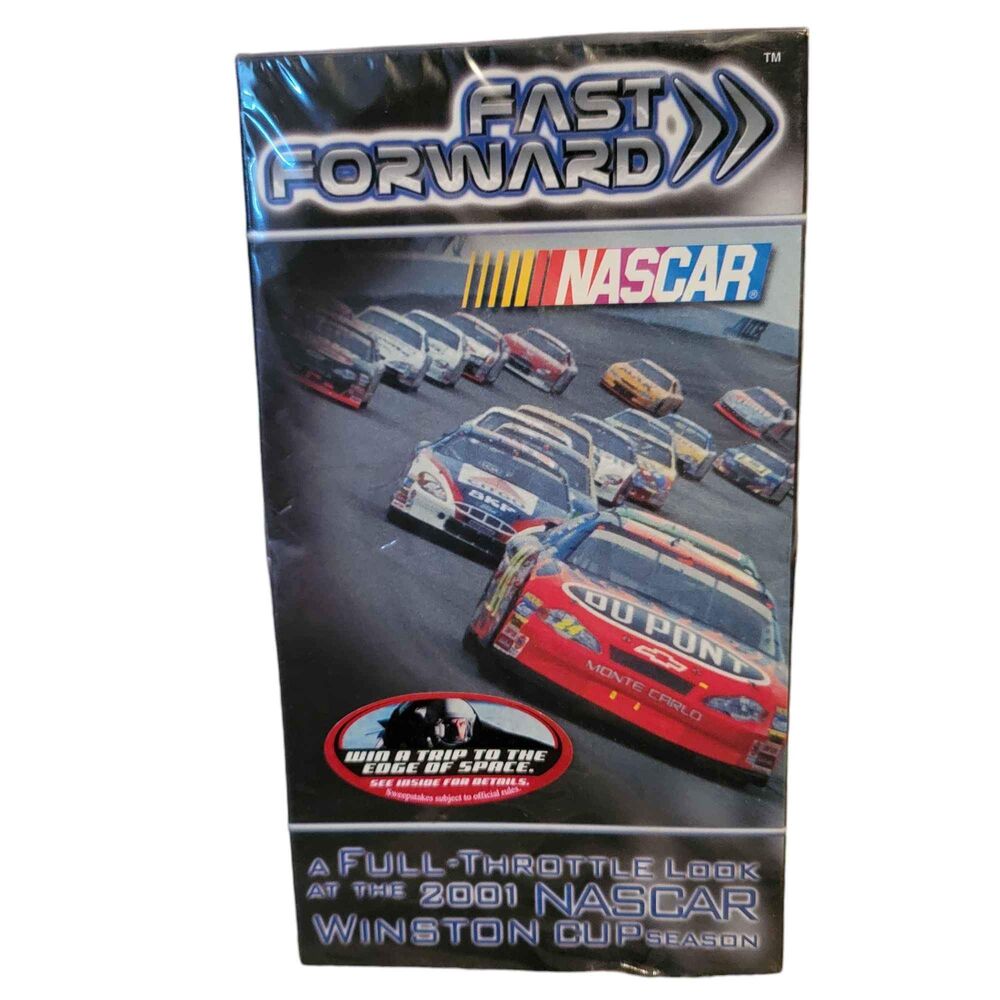 FAST
FORWARD
TM
NASCAR®
DU PONT
MONTE CARLO
24
WIN A TRIP TO THE
EDGE OF SPACE.
SEE INSIDE FOR DETAILS.
Sweepstakes subject to official rules.
A FULL-THROTTLE LOOK
AT THE 2001 NASCAR
WINSTON CUP SEASON